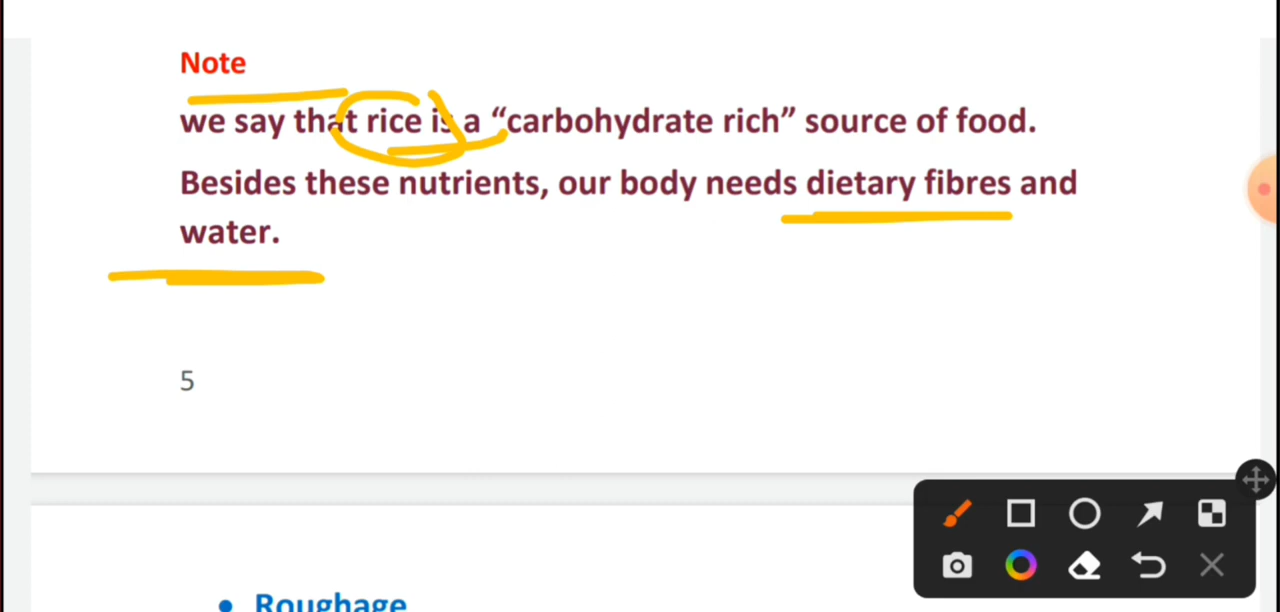 Note
we say that rice is a “carbohydrate rich” source of food.
Besides these nutrients, our body needs dietary fibres and
water.
5
• Roughage